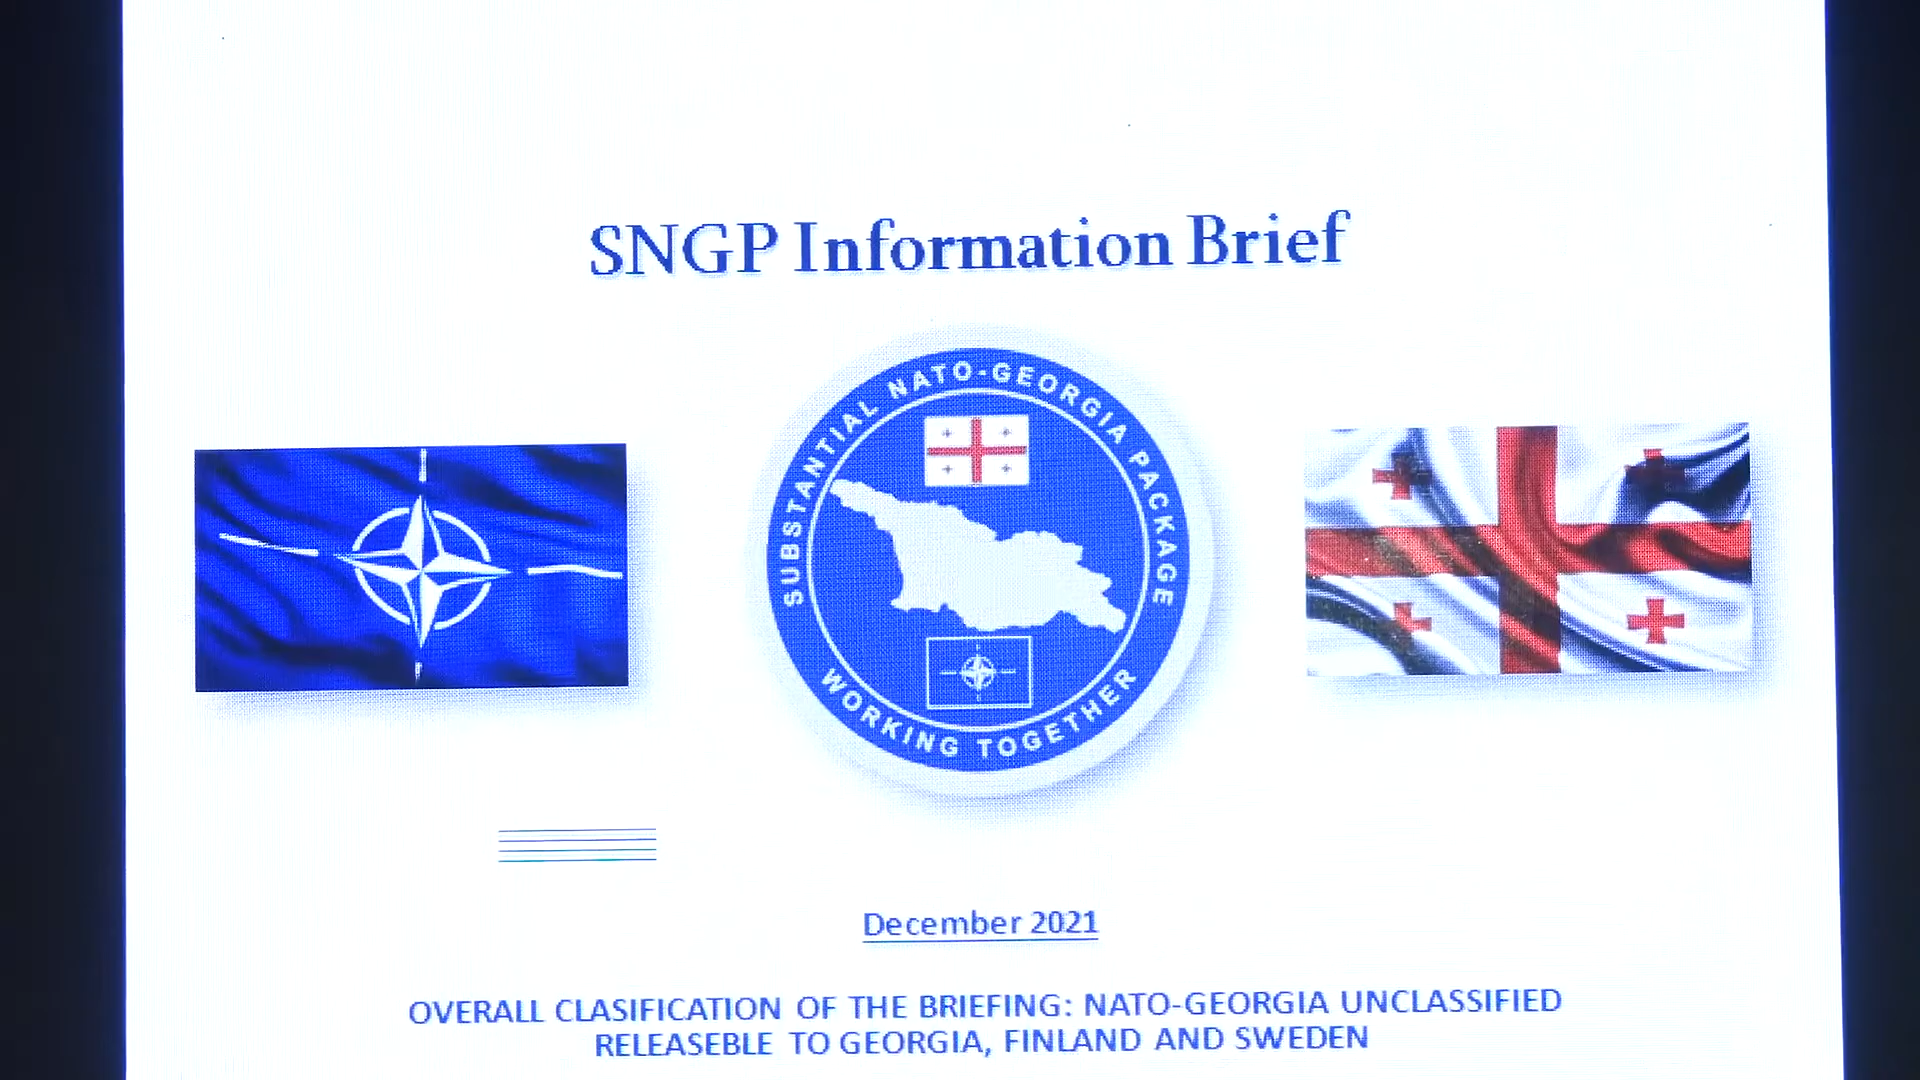 SNGP Information Brief
SUBSTANTIAL NATO-GEORGIA PACKAGE
WORKING TOGETHER
December 2021
OVERALL CLASIFICATION OF THE BRIEFING: NATO-GEORGIA UNCLASSIFIED
RELEASEBLE TO GEORGIA, FINLAND AND SWEDEN